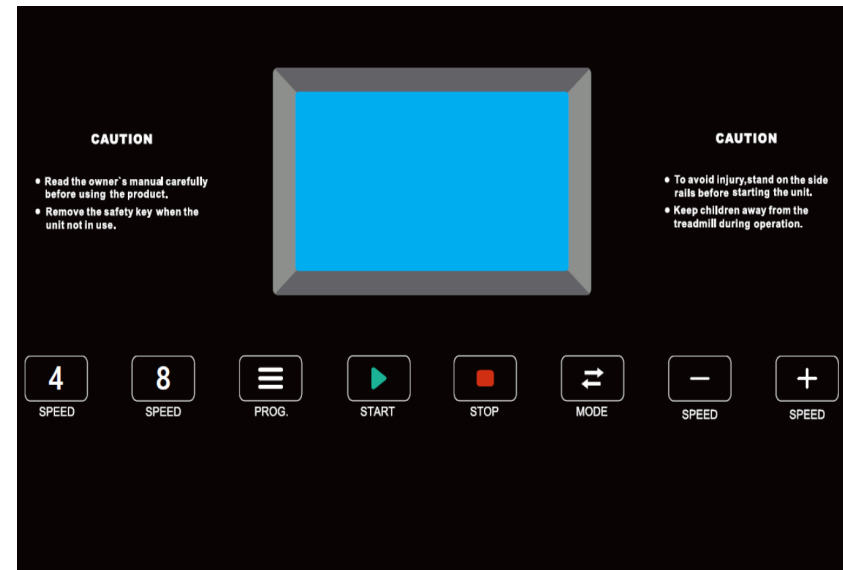 CAUTION
• Read the owner`s manual carefully
before using the product.
• Remove the safety key when the
unit not in use.
CAUTION
• To avoid injury,stand on the side
rails before starting the unit.
• Keep children away from the
treadmill during operation.
4
SPEED
8
SPEED
PROG.
START
STOP
MODE
SPEED
SPEED